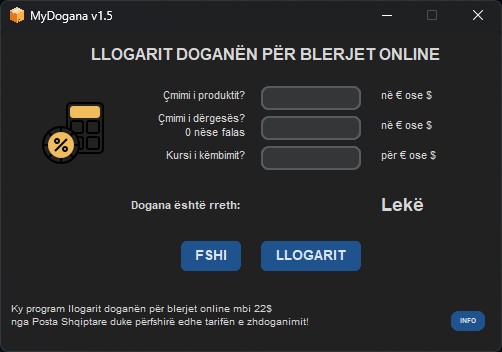 MyDogana v1.5
LLOGARIT DOGANËN PËR BLERJET ONLINE
Çmimi i produktit?
në € ose $
Çmimi i dërgesës?
0 nëse falas
në € ose $
Kursi i këmbimit?
për € ose $
Dogana është rreth:
Lekë
FSHI
LLOGARIT
Ky program llogarit doganën për blerjet online mbi 22$
nga Posta Shqiptare duke përfshirë edhe tarifën e zhdoganimit!
INFO
%